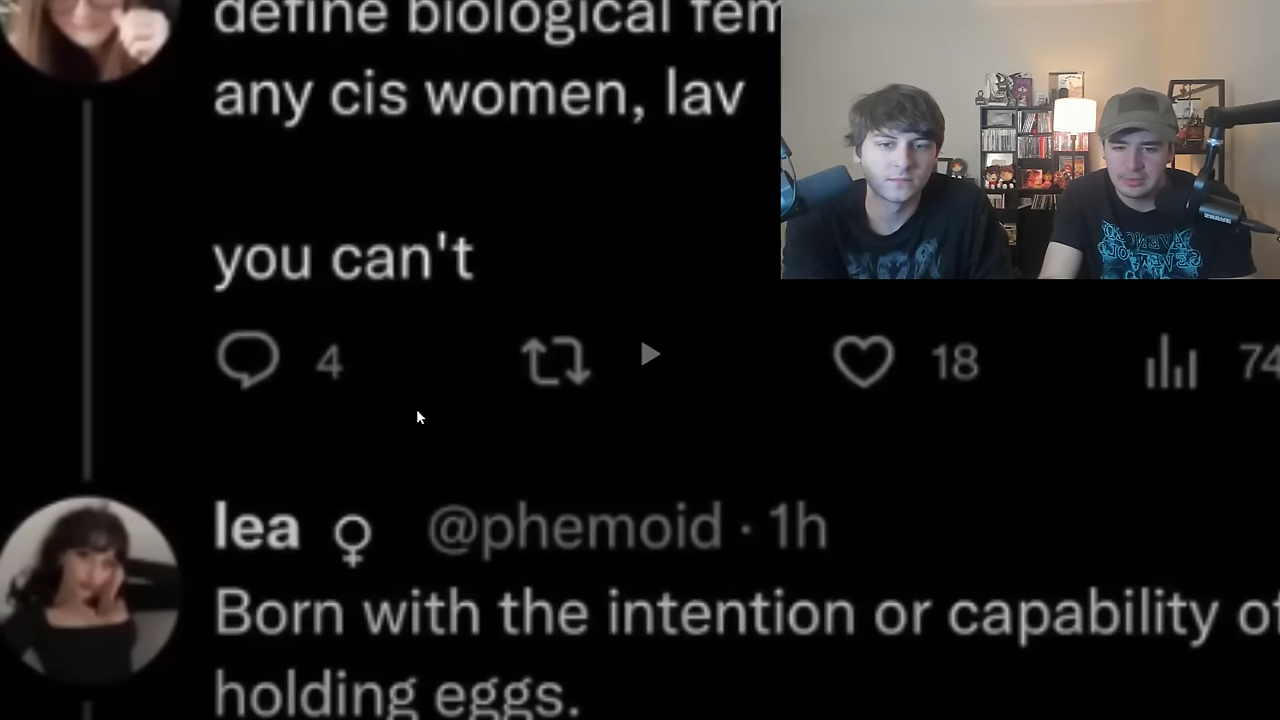 define biological fem
any cis women, lav
you can't
4
18
74
lea ♀ @phemoid · 1h
Born with the intention or capability of
holding eggs.
SHURE